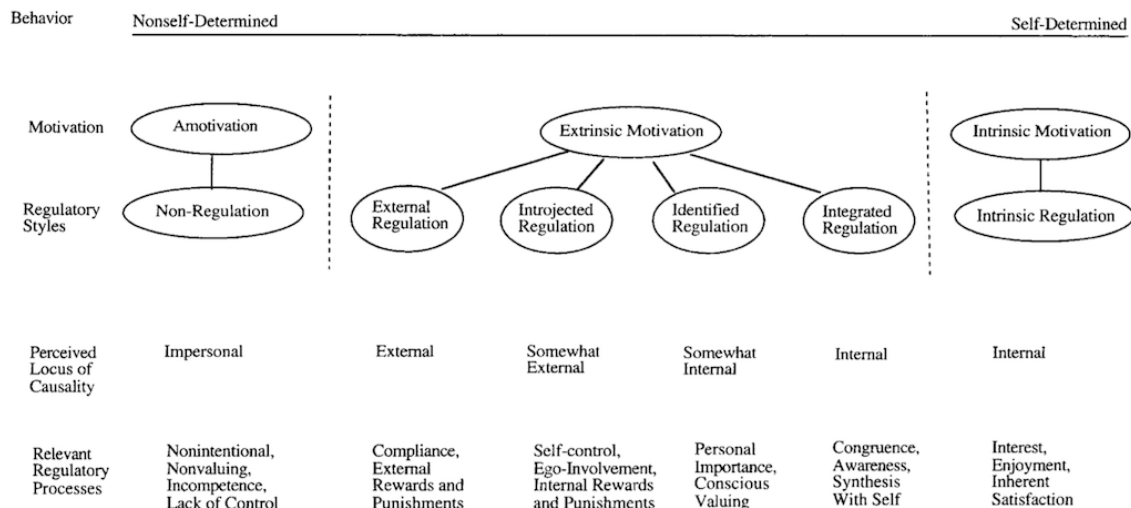 Behavior Nonself-Determined Self-Determined
Motivation Amotivation Extrinsic Motivation Intrinsic Motivation
Regulatory
Styles
Non-Regulation
External
Regulation
Introjected
Regulation
Identified
Regulation
Integrated
Regulation
Intrinsic Regulation
Perceived
Locus of
Causality
Impersonal
External
Somewhat
External
Somewhat
Internal
Internal
Internal
Relevant
Regulatory
Processes
Nonintentional,
Nonvaluing,
Incompetence,
Lack of Control
Compliance,
External
Rewards and
Punishments
Self-control,
Ego-Involvement,
Internal Rewards
and Punishments
Personal
Importance,
Conscious
Valuing
Congruence,
Awareness,
Synthesis
With Self
Interest,
Enjoyment,
Inherent
Satisfaction